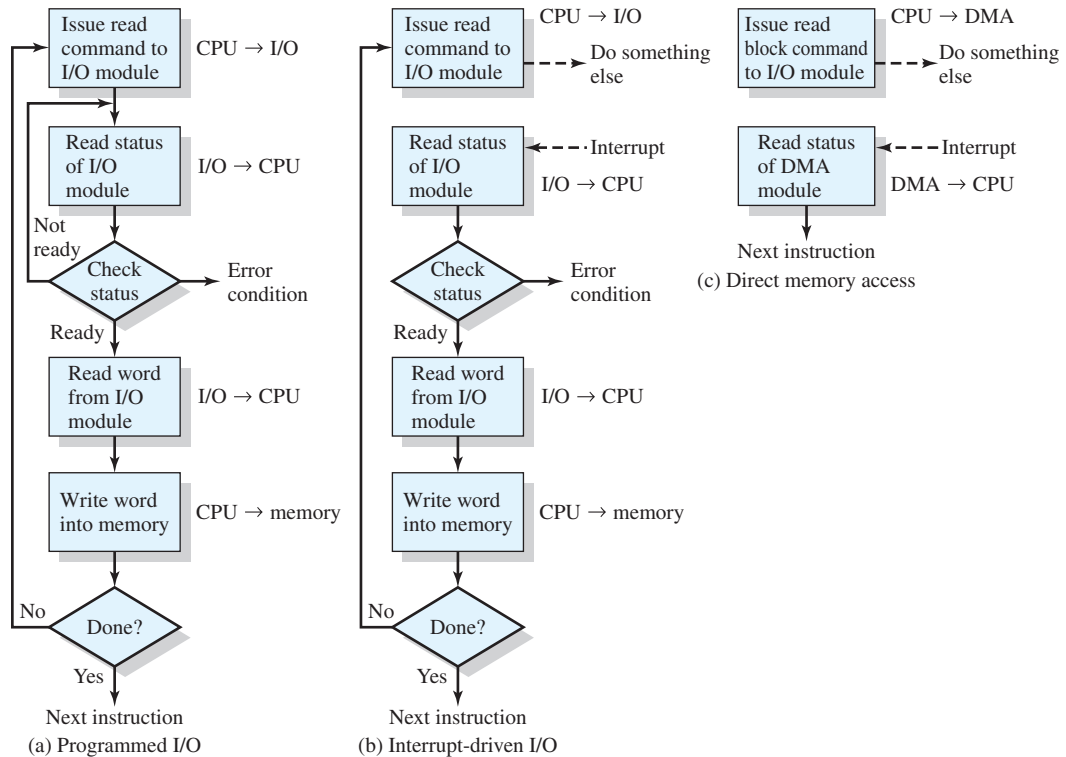 Issue read
command to
I/O module
CPU → I/O
Read status
of I/O
module
I/O → CPU
Not
ready
Check
status
Error
condition
Ready
Read word
from I/O
module
I/O → CPU
Write word
into memory
CPU → memory
No
Done?
Yes
Next instruction
(a) Programmed I/O
Issue read
command to
I/O module
CPU → I/O
Do something
else
Read status
of I/O
module
Interrupt
I/O → CPU
Check
status
Error
condition
Ready
Read word
from I/O
module
I/O → CPU
Write word
into memory
CPU → memory
No
Done?
Yes
Next instruction
(b) Interrupt-driven I/O
Issue read
block command
to I/O module
CPU → DMA
Do something
else
Read status
of DMA
module
Interrupt
DMA → CPU
Next instruction
(c) Direct memory access